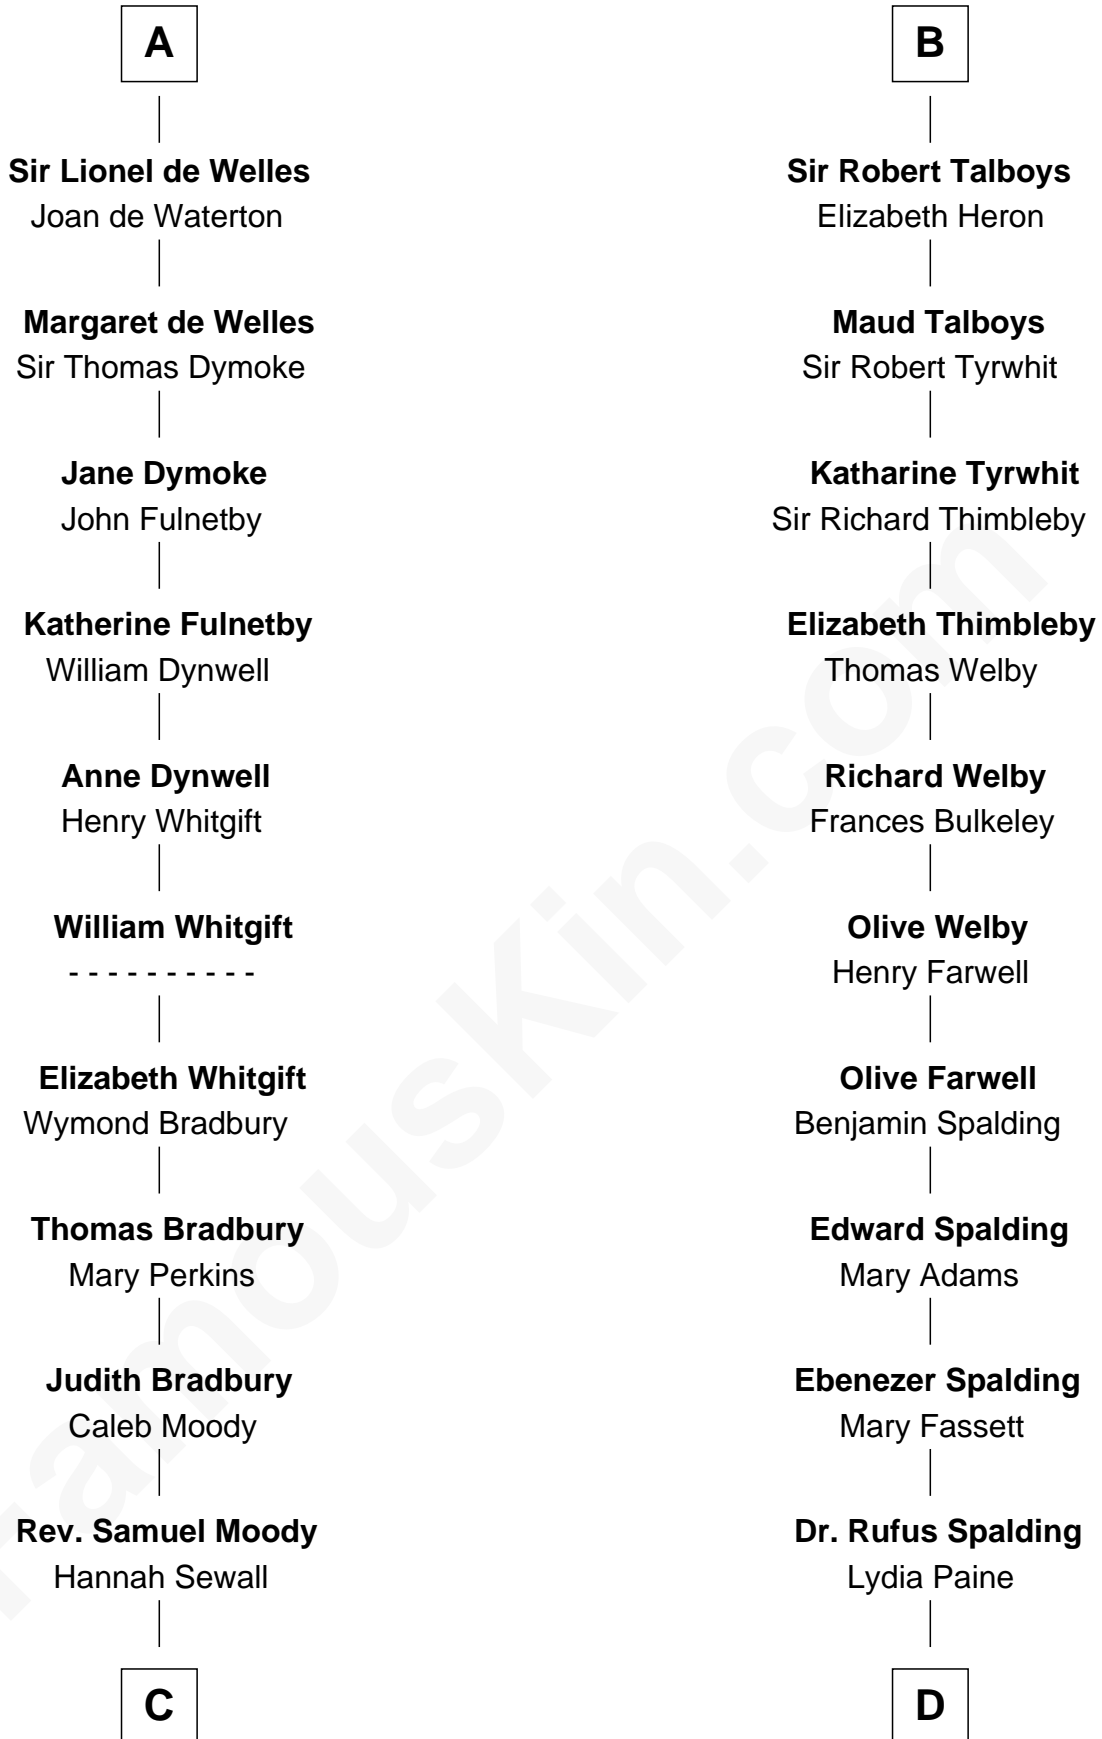 A
Sir Lionel de Welles
Joan de Waterton
Margaret de Welles
Sir Thomas Dymoke
Jane Dymoke
John Fulnetby
Katherine Fulnetby
William Dynwell
Anne Dynwell
Henry Whitgift
William Whitgift
- - - - - - - - - -
Elizabeth Whitgift
Wymond Bradbury
Thomas Bradbury
Mary Perkins
Judith Bradbury
Caleb Moody
Rev. Samuel Moody
Hannah Sewall
C
B
Sir Robert Talboys
Elizabeth Heron
Maud Talboys
Sir Robert Tyrwhit
Katharine Tyrwhit
Sir Richard Thimbleby
Elizabeth Thimbleby
Thomas Welby
Richard Welby
Frances Bulkeley
Olive Welby
Henry Farwell
Olive Farwell
Benjamin Spalding
Edward Spalding
Mary Adams
Ebenezer Spalding
Mary Fassett
Dr. Rufus Spalding
Lydia Paine
D
FamousKin.com